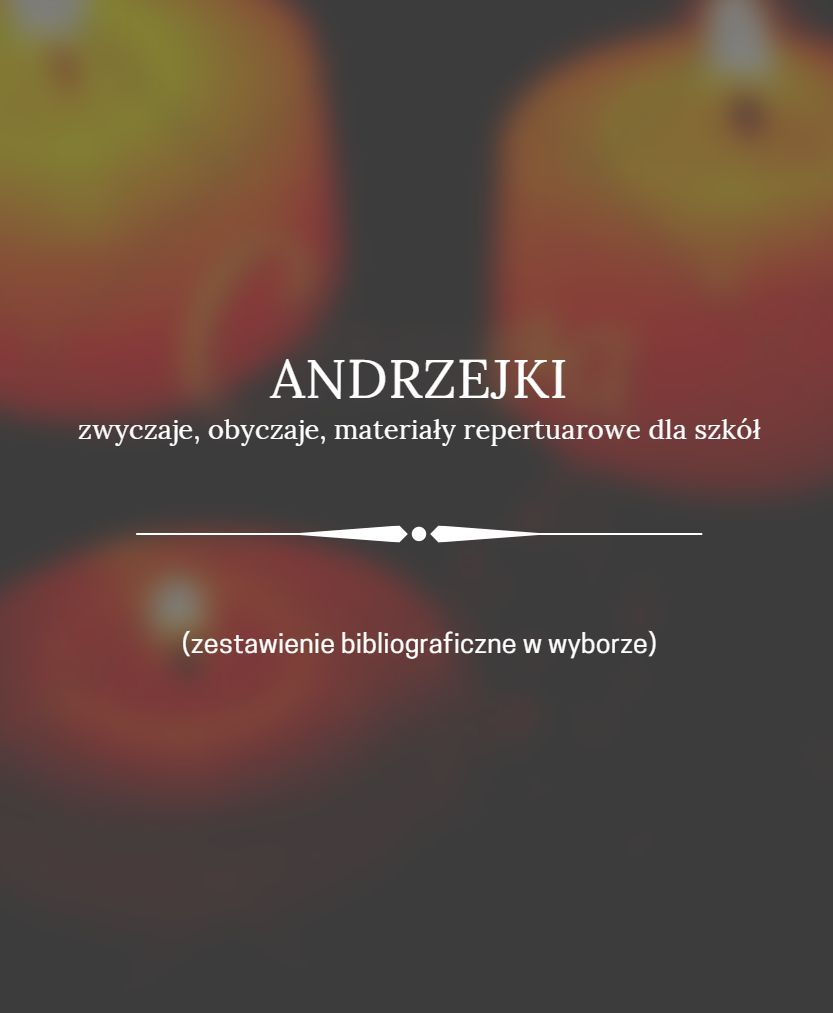 ANDRZEJKI
zwyczaje, obyczaje, materiały repertuarowe dla szkół
(zestawienie bibliograficzne w wyborze)